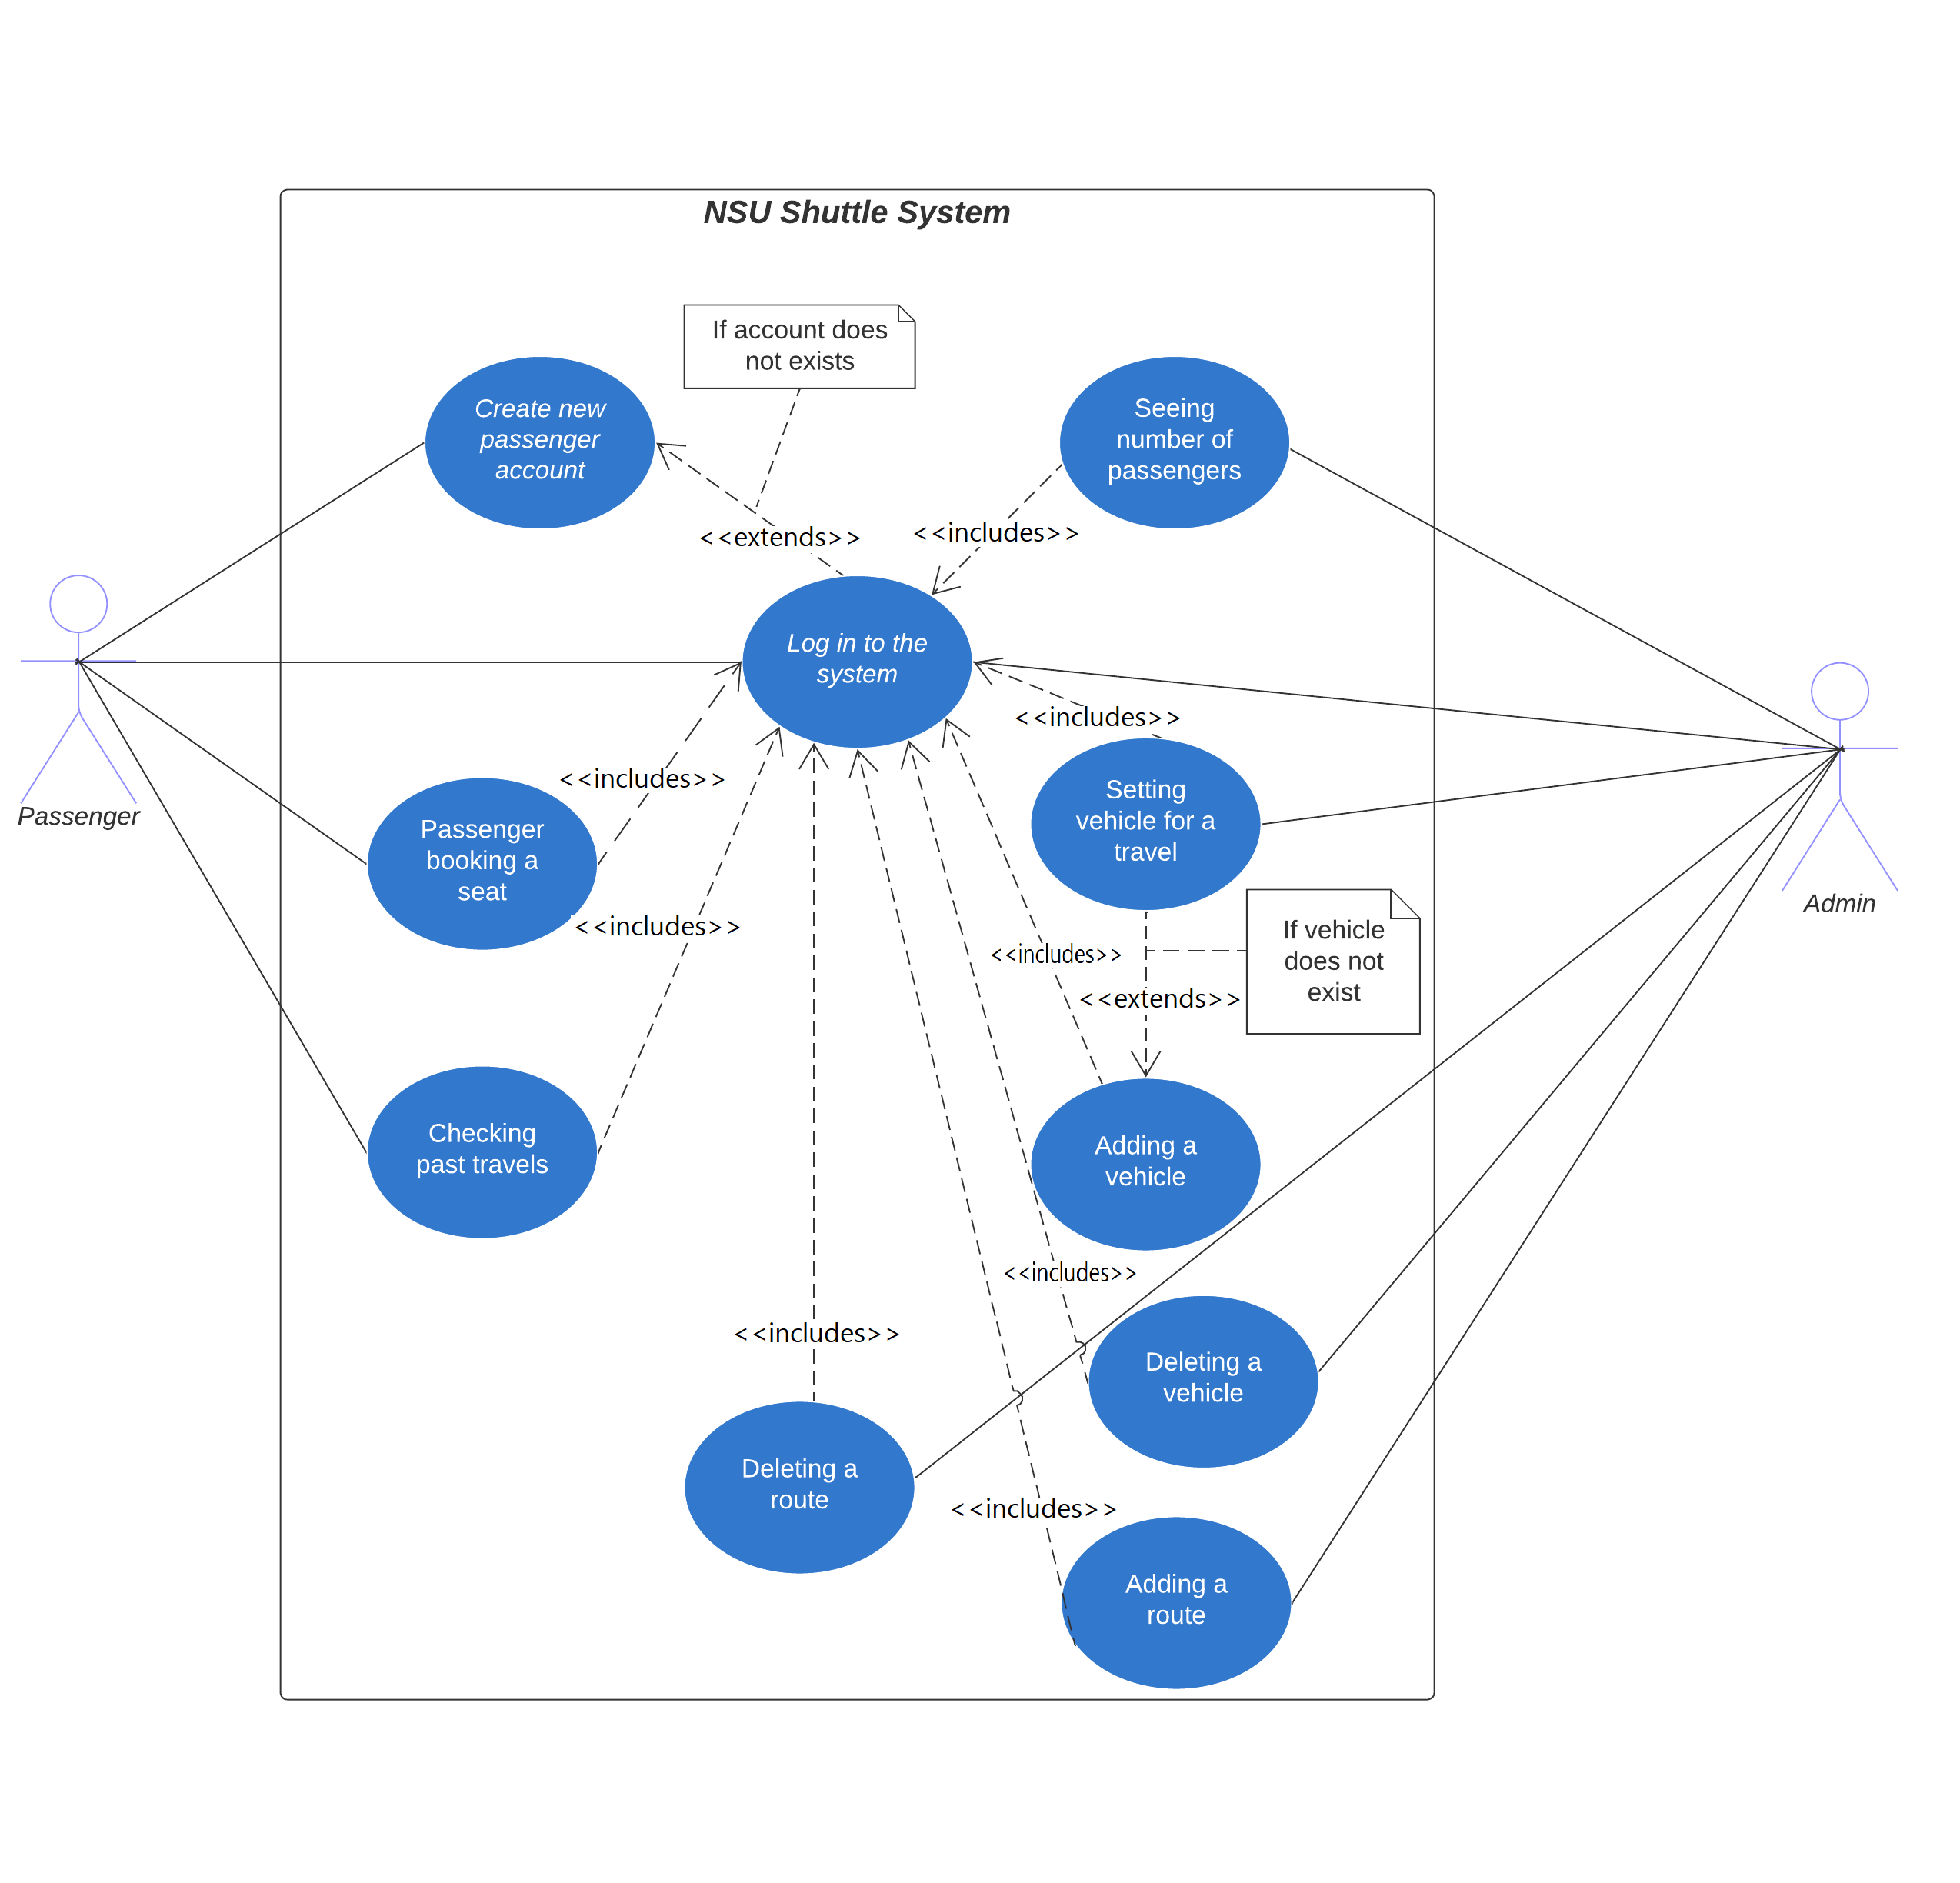 NSU Shuttle System
If account does
not exists
Create new
passenger
account
Seeing
number of
passengers
<<extends>>
<<includes>>
Log in to the
system
Passenger
Admin
<<includes>>
<<includes>>
Setting
vehicle for a
travel
Passenger
booking a
seat
<<includes>>
If vehicle
does not
exist
<<includes>>
<<extends>>
Checking
past travels
Adding a
vehicle
<<includes>>
<<includes>>
Deleting a
vehicle
Deleting a
route
<<includes>>
Adding a
route